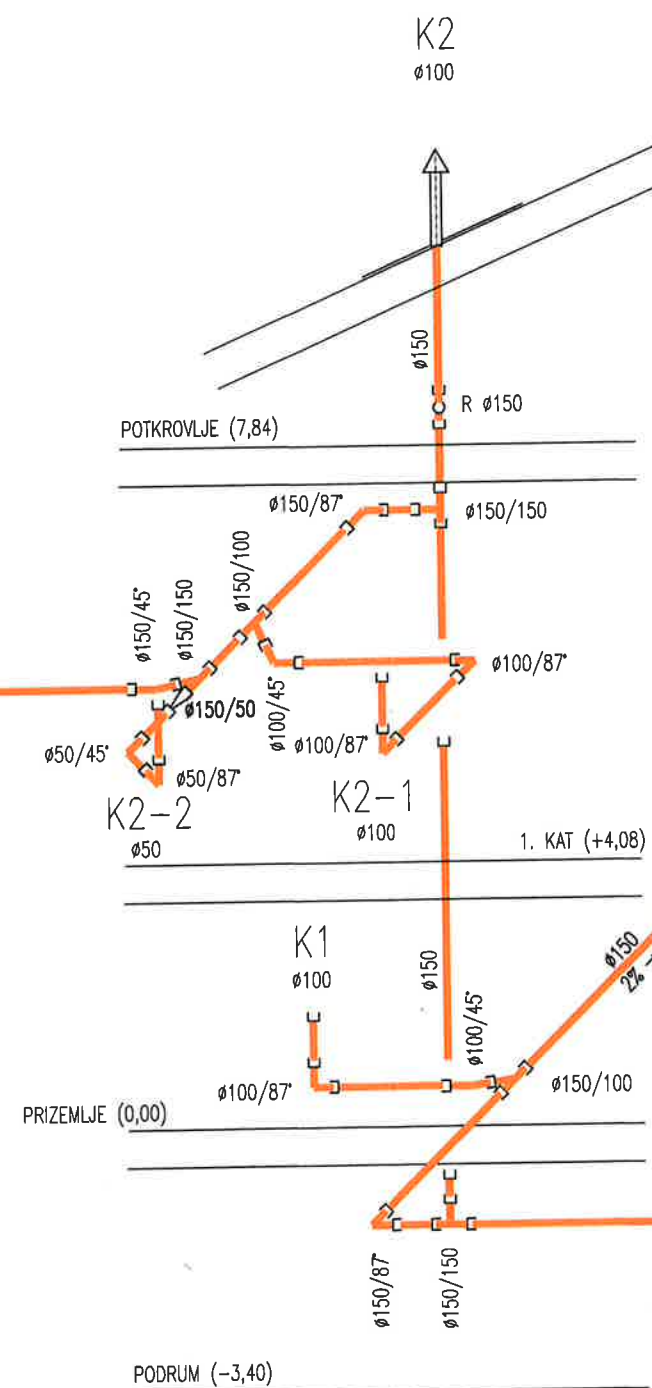 K2
ø100
ø150
R ø150
POTKROVLJE (7,84)
ø150/87°
ø150/150
ø150/100
ø150/45°
ø150/150
ø100/87°
ø150/50
ø100/45°
ø50/45°
ø100/87°
ø50/87°
K2-2
ø50
K2-1
ø100
1. KAT (+4,08)
K1
ø100
ø150
ø150
2%
ø100/45°
ø100/87°
ø150/100
PRIZEMLJE (0,00)
ø150/87°
ø150/150
PODRUM (-3,40)